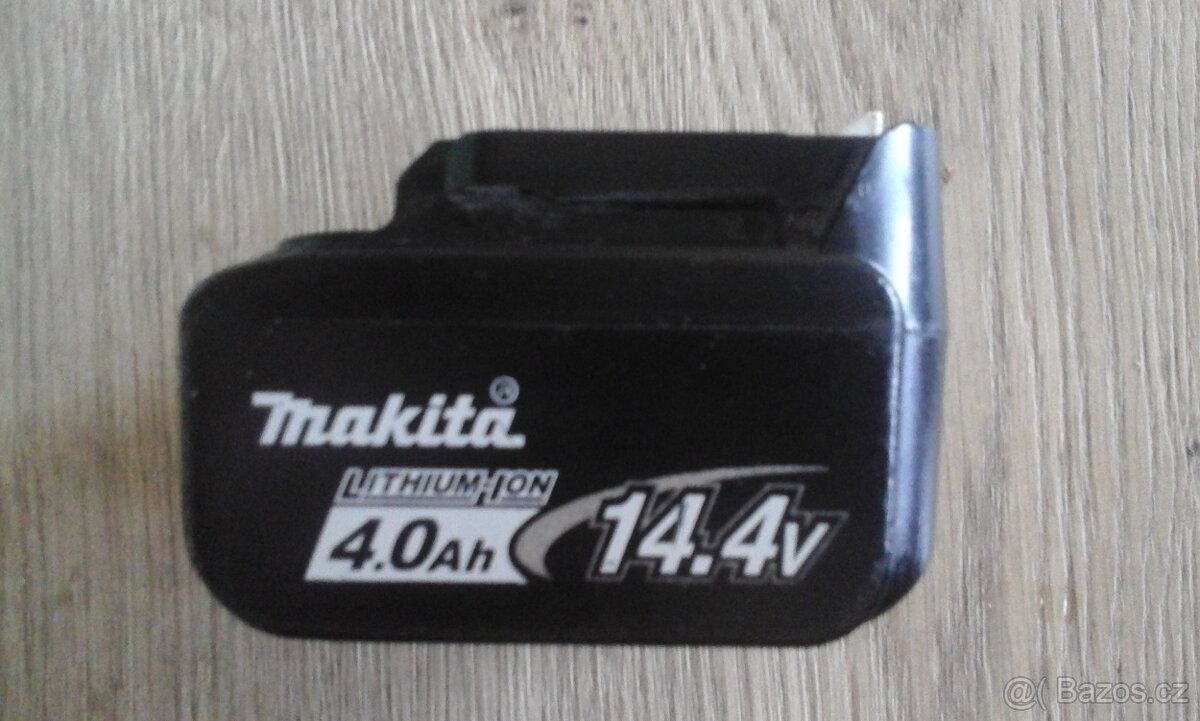 makita®
LITHIUM-ION
4.0Ah
14.4V
@( Bazos.cz